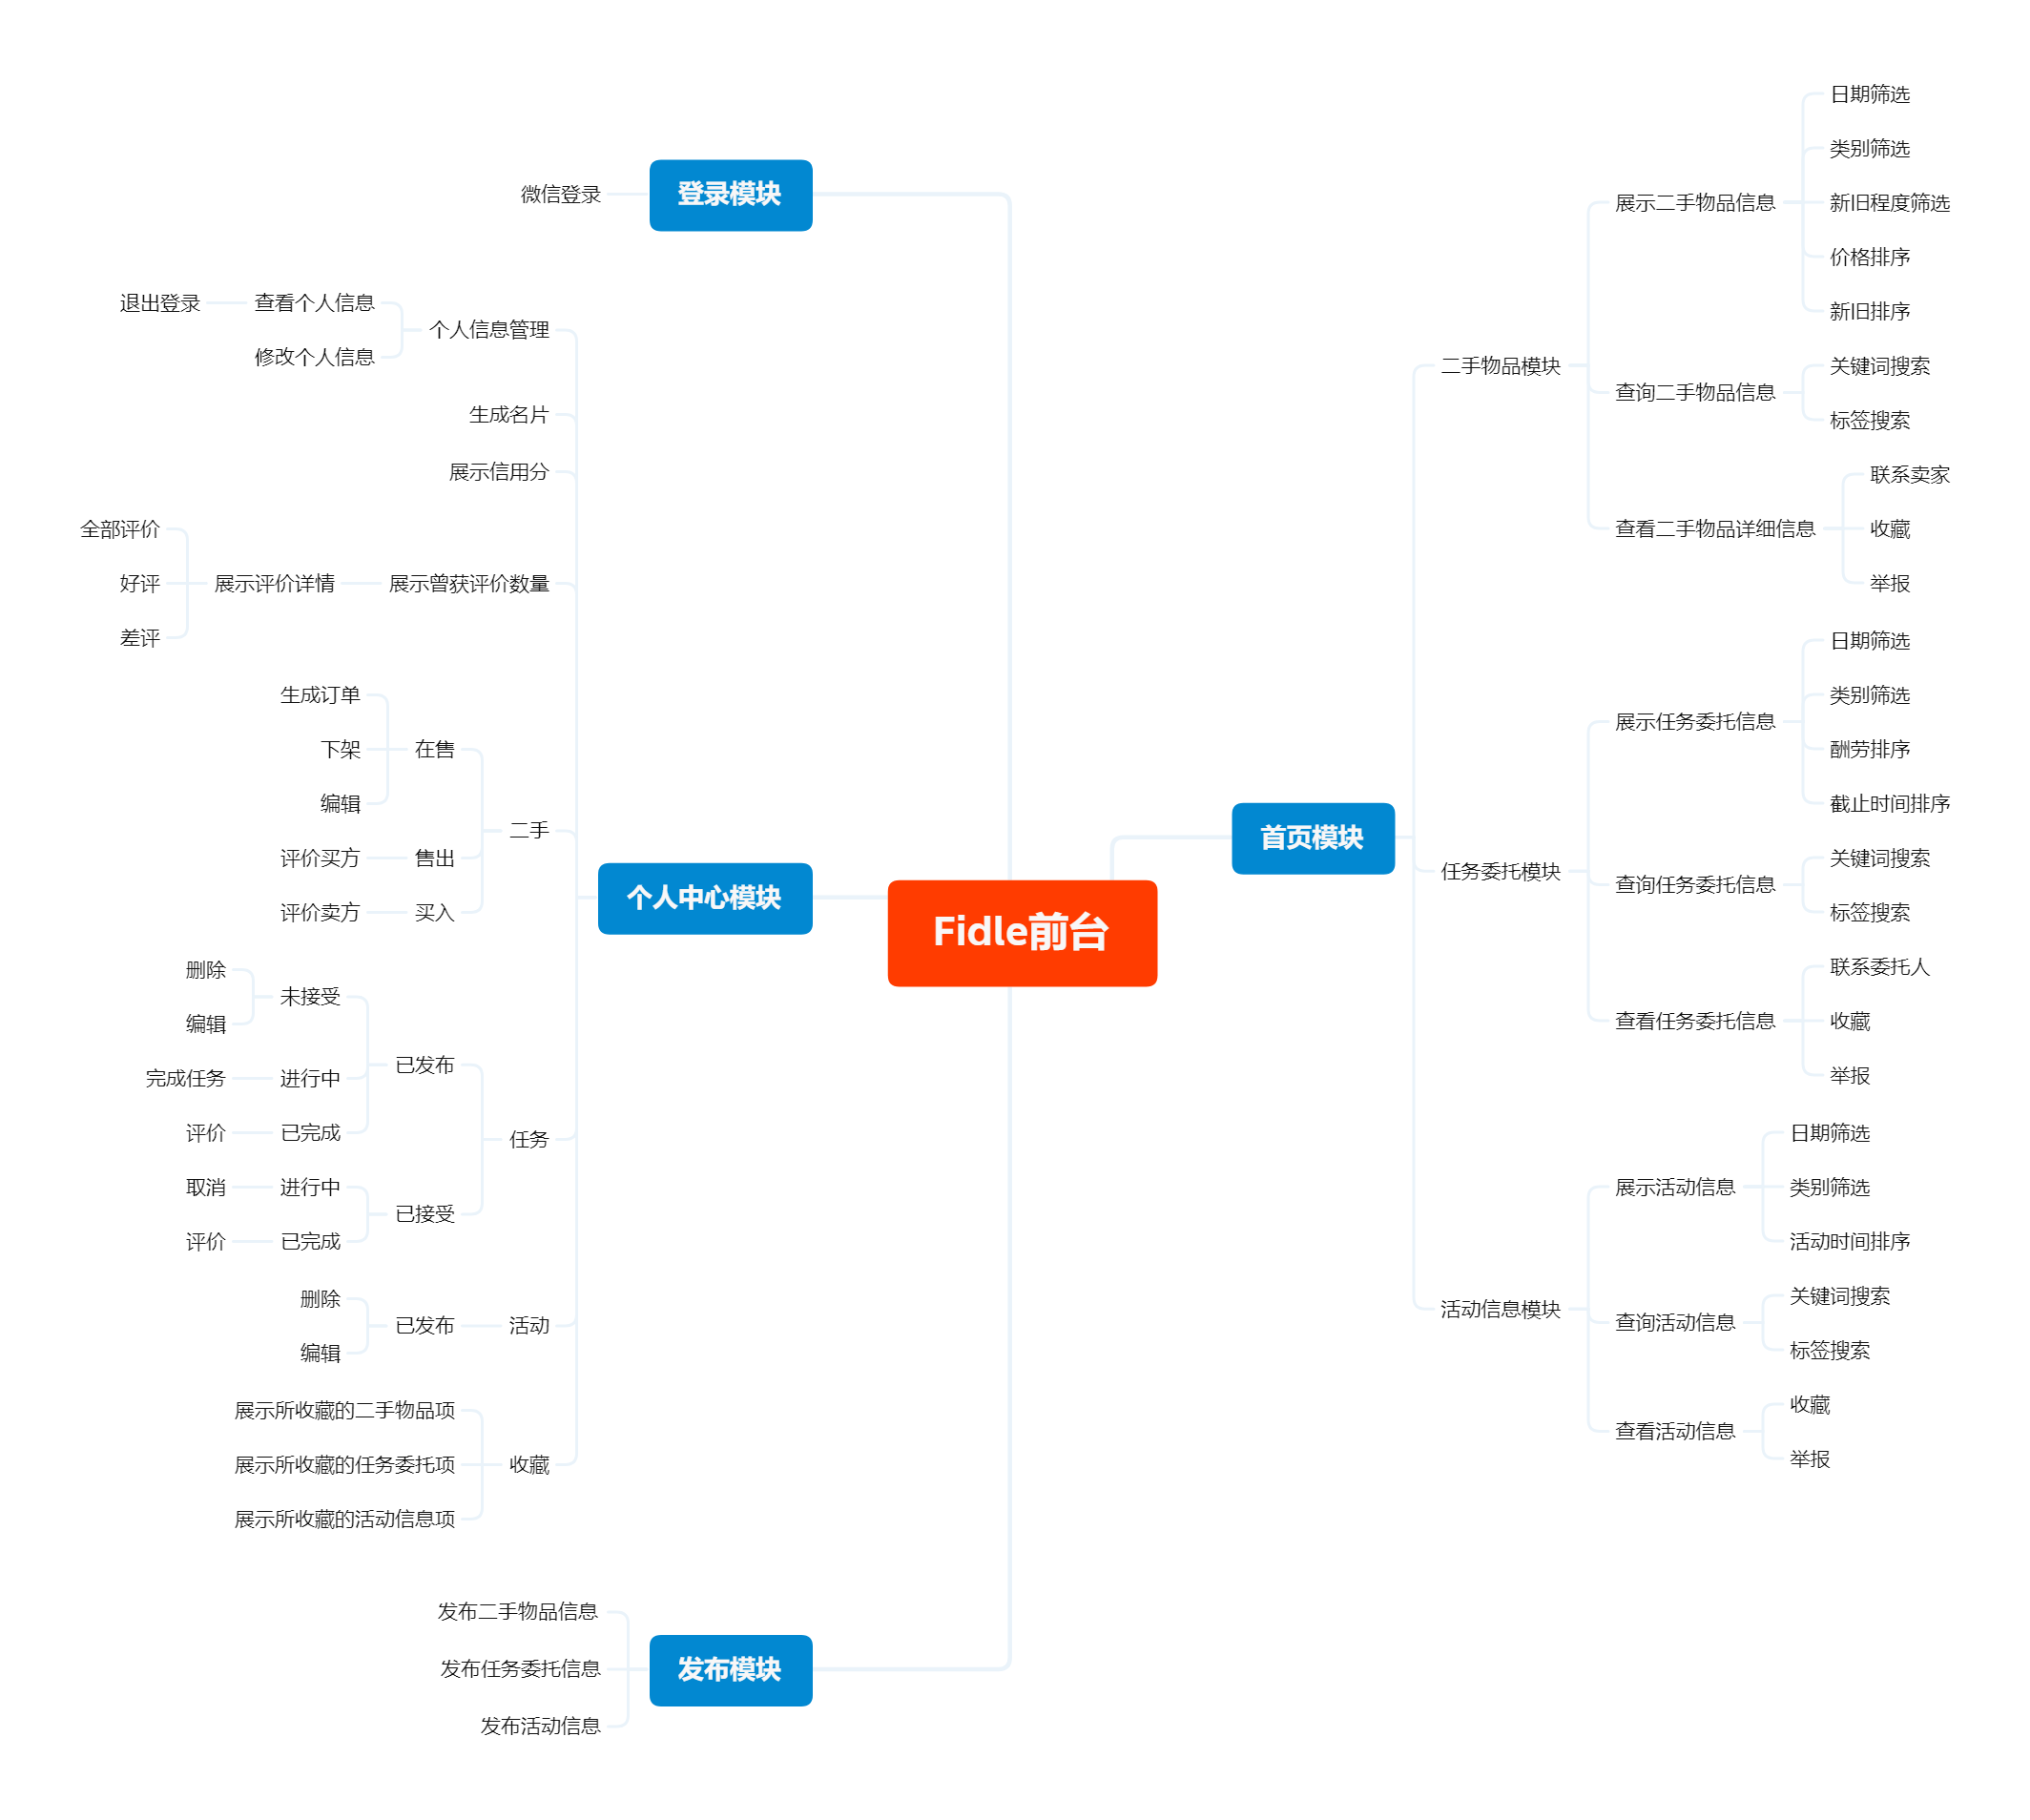 Fidle前台
登录模块
微信登录
个人中心模块
个人信息管理
查看个人信息
退出登录
修改个人信息
生成名片
展示信用分
展示曾获评价数量
展示评价详情
全部评价
好评
差评
二手
在售
生成订单
下架
编辑
售出
评价买方
买入
评价卖方
任务
已发布
未接受
删除
编辑
进行中
完成任务
已完成
评价
已接受
进行中
取消
已完成
评价
活动
已发布
删除
编辑
收藏
展示所收藏的二手物品项
展示所收藏的任务委托项
展示所收藏的活动信息项
发布模块
发布二手物品信息
发布任务委托信息
发布活动信息
首页模块
二手物品模块
展示二手物品信息
日期筛选
类别筛选
新旧程度筛选
价格排序
新旧排序
查询二手物品信息
关键词搜索
标签搜索
查看二手物品详细信息
联系卖家
收藏
举报
任务委托模块
展示任务委托信息
日期筛选
类别筛选
酬劳排序
截止时间排序
查询任务委托信息
关键词搜索
标签搜索
查看任务委托信息
联系委托人
收藏
举报
活动信息模块
展示活动信息
日期筛选
类别筛选
活动时间排序
查询活动信息
关键词搜索
标签搜索
查看活动信息
收藏
举报